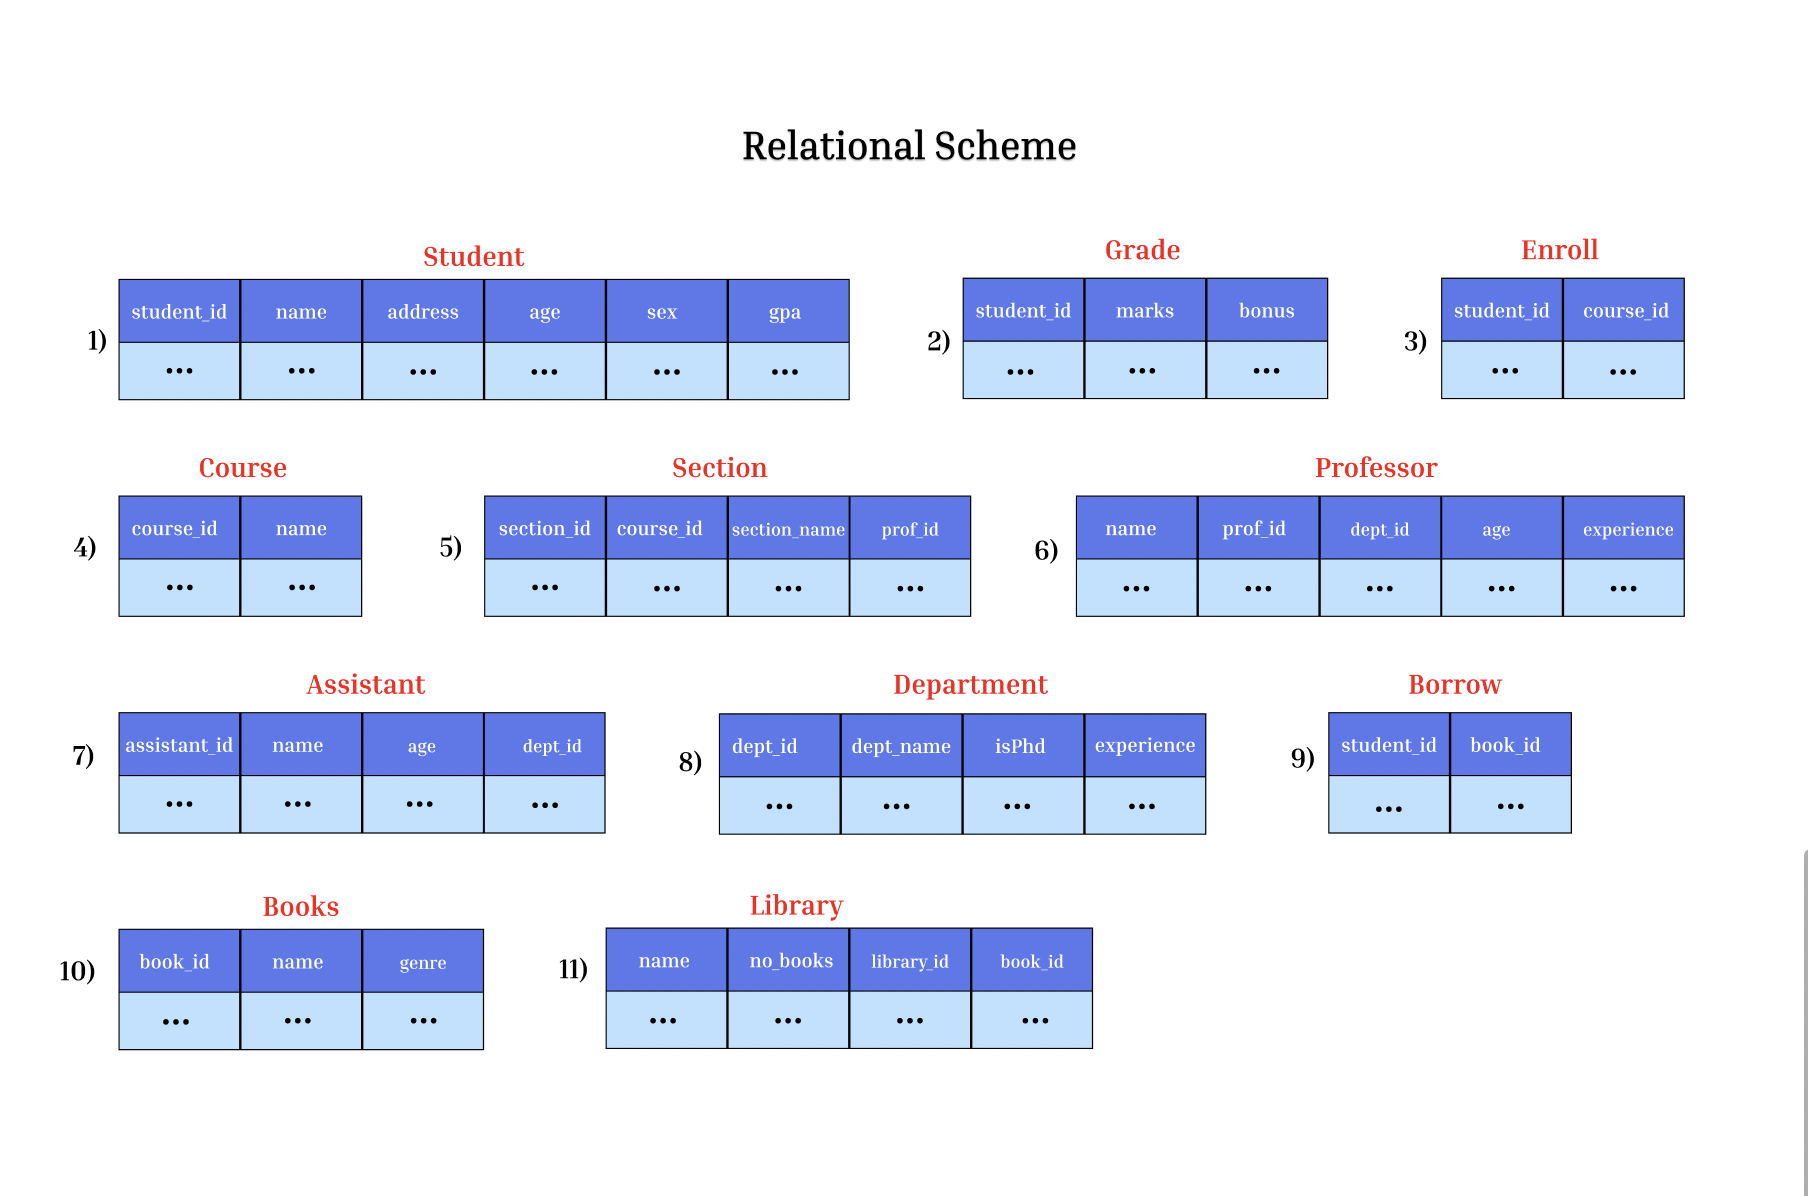 Relational Scheme
Student
Grade
Enroll
1)
student_id name address age sex gpa
... ... ... ... ... ...
2)
student_id marks bonus
... ... ...
3)
student_id course_id
... ...
Course
Section
Professor
4)
course_id name
... ...
5)
section_id course_id section_name prof_id
... ... ... ...
6)
name prof_id dept_id age experience
... ... ... ... ...
Assistant
Department
Borrow
7)
assistant_id name age dept_id
... ... ... ...
8)
dept_id dept_name isPhd experience
... ... ... ...
9)
student_id book_id
... ...
Books
Library
10)
book_id name genre
... ... ...
11)
name no_books library_id book_id
... ... ... ...